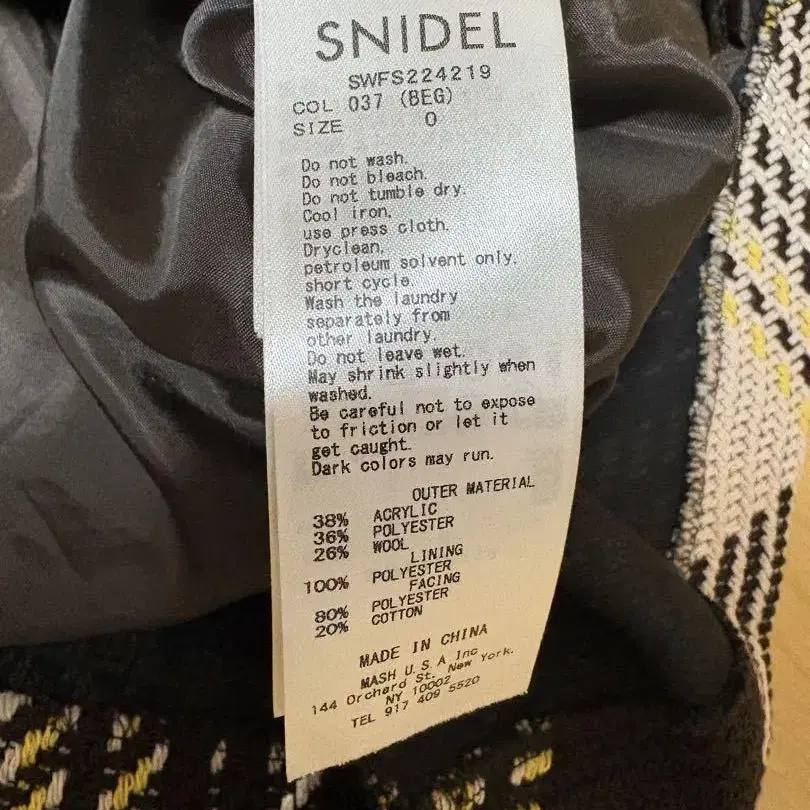 SNIDEL
SWFS224219
COL 037 (BEG)
SIZE 0
Do not wash.
Do not bleach.
Do not tumble dry.
Cool iron,
use press cloth.
Dryclean,
petroleum solvent only.
short cycle
Wash the laundry
separately from
other laundry.
Do not leave wet.
May shrink slightly when
washed.
Be careful not to expose
to friction or let it
get caught.
Dark colors may run.
OUTER MATERIAL
38% ACRYLIC
36% POLYESTER
26% WOOL
LINING
100% POLYESTER
FACING
80% POLYESTER
20% COTTON
MADE IN CHINA
MASH U.S.A Inc
144 Orchard St. New York.
NY 10002
TEL 917 409 5520